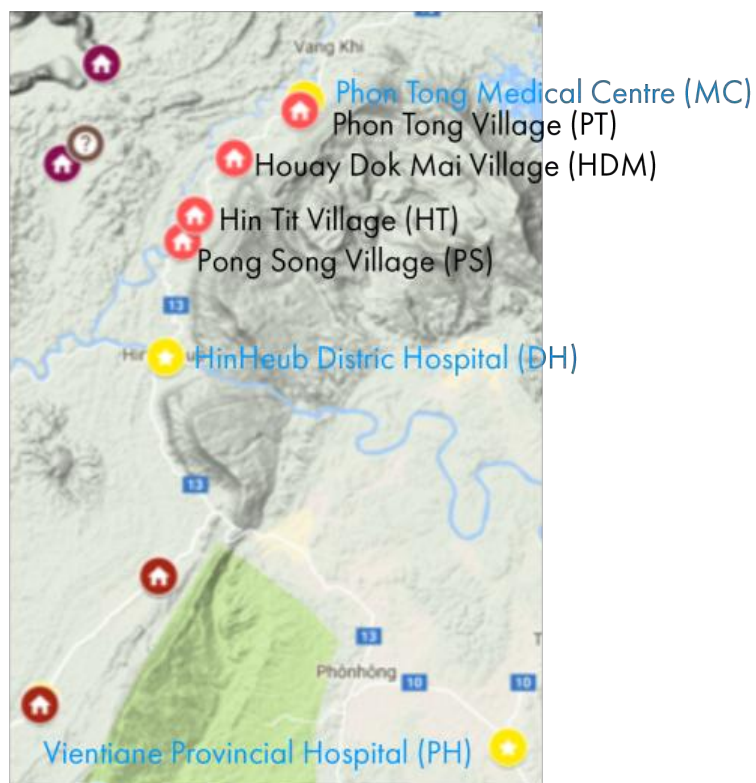 Vang Khi
Phon Tong Medical Centre (MC)
Phon Tong Village (PT)
?
Houay Dok Mai Village (HDM)
Hin Tit Village (HT)
Pong Song Village (PS)
13
HinHeub Distric Hospital (DH)
13
13
Phônhông
10
10
Vientiane Provincial Hospital (PH)